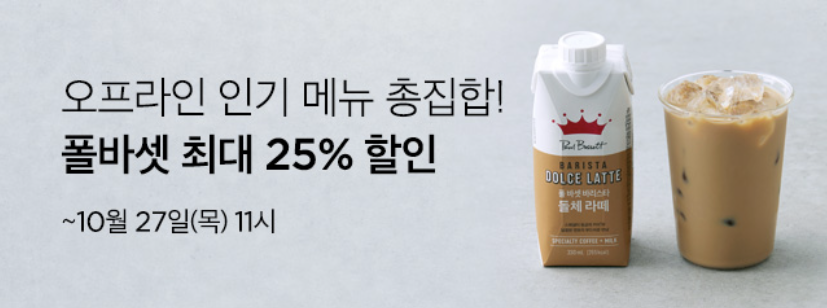 오프라인 인기 메뉴 총집합!
폴바셋 최대 25% 할인
~10월 27일(목) 11시
Paul Bassett
BARISTA
DOLCE LATTE
폴 바셋 바리스타
돌체 라떼
SPECIALTY COFFEE + MILK